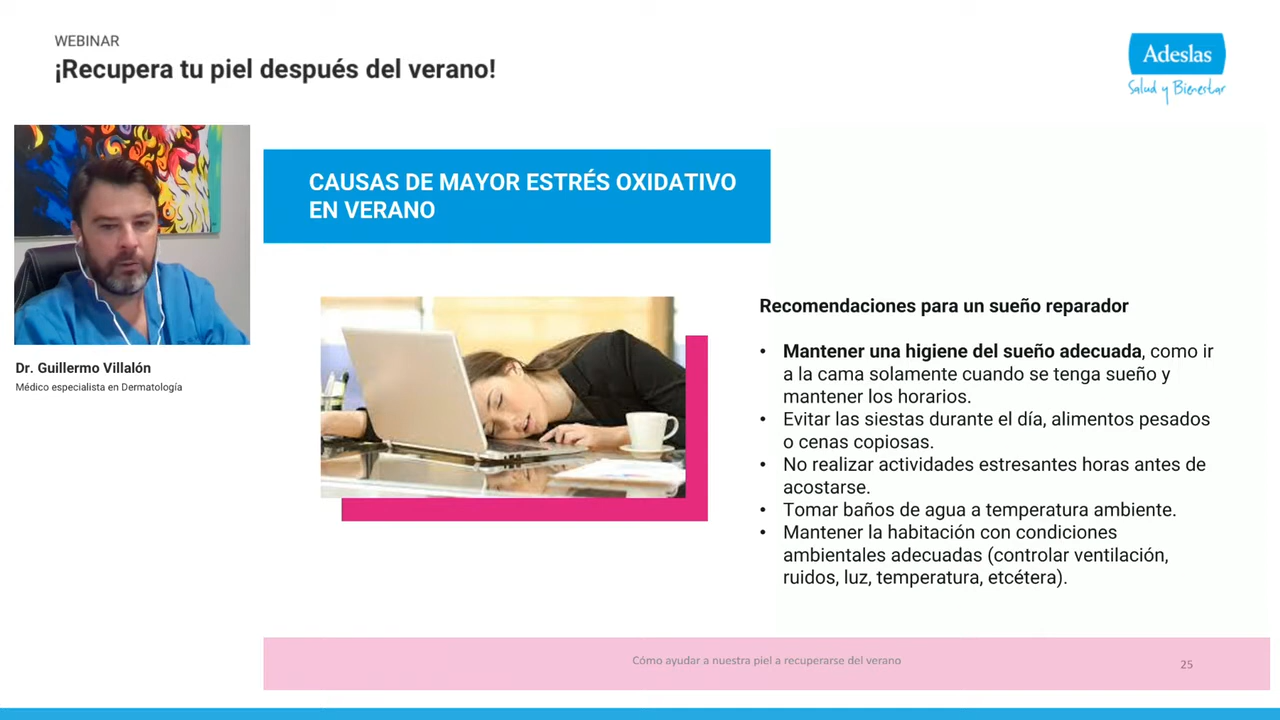 WEBINAR
¡Recupera tu piel después del verano!
Adeslas
Salud y Bienestar
Dr. Guillermo Villalón
Médico especialista en Dermatología
CAUSAS DE MAYOR ESTRÉS OXIDATIVO
EN VERANO
Recomendaciones para un sueño reparador
• Mantener una higiene del sueño adecuada, como ir
a la cama solamente cuando se tenga sueño y
mantener los horarios.
• Evitar las siestas durante el día, alimentos pesados
o cenas copiosas.
• No realizar actividades estresantes horas antes de
acostarse.
• Tomar baños de agua a temperatura ambiente.
• Mantener la habitación con condiciones
ambientales adecuadas (controlar ventilación,
ruidos, luz, temperatura, etcétera).
Cómo ayudar a nuestra piel a recuperarse del verano
25